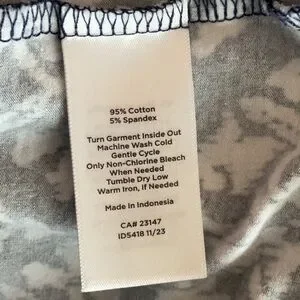 95% Cotton
5% Spandex
Turn Garment Inside Out
Machine Wash Cold
Gentle Cycle
Only Non-Chlorine Bleach
When Needed
Tumble Dry Low
Warm Iron, If Needed
Made in Indonesia
CA# 23147
ID5418 11/23